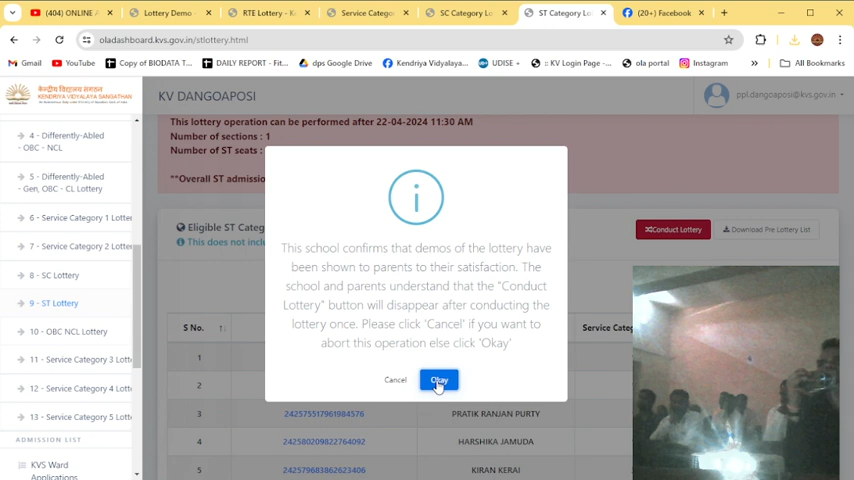 (404) ONLINE A
Lottery Demo -
RTE Lottery - K
Service Catego
SC Category Lo
ST Category Lo
(20+) Facebook
oladashboard.kvs.gov.in/stlottery.html
Gmail
YouTube
Copy of BIODATA T...
DAILY REPORT - Fit...
dps Google Drive
Kendriya Vidyalaya...
UDISE +
:: KV Login Page -...
ola portal
Instagram
All Bookmarks
केन्द्रीय विद्यालय संगठन
KENDRIYA VIDYALAYA SANGATHAN
KV DANGOAPOSI
ppl.dangoaposi@kvs.gov.in
4 - Differently-Abled
- OBC - NCL
5 - Differently-Abled
- Gen, OBC - CL Lottery
6 - Service Category 1 Lotter
7 - Service Category 2 Lotter
8 - SC Lottery
9 - ST Lottery
10 - OBC NCL Lottery
11 - Service Category 3 Lott
12 - Service Category 4 Lott
13 - Service Category 5 Lott
ADMISSION LIST
KVS Ward
Applications
This lottery operation can be performed after 22-04-2024 11:30 AM
Number of sections : 1
Number of ST seats :
**Overall ST admissio
Eligible ST Categ
This does not inclu
Conduct Lottery
Download Pre Lottery List
This school confirms that demos of the lottery have
been shown to parents to their satisfaction. The
school and parents understand that the "Conduct
Lottery" button will disappear after conducting the
lottery once. Please click 'Cancel' if you want to
abort this operation else click 'Okay'
Cancel
Okay
S No.
Service Categ
1
2
3 242575517961984576 PRATIK RANJAN PURTY
4 242580209822764092 HARSHIKA JAMUDA
5 242579683862623406 KIRAN KERAI